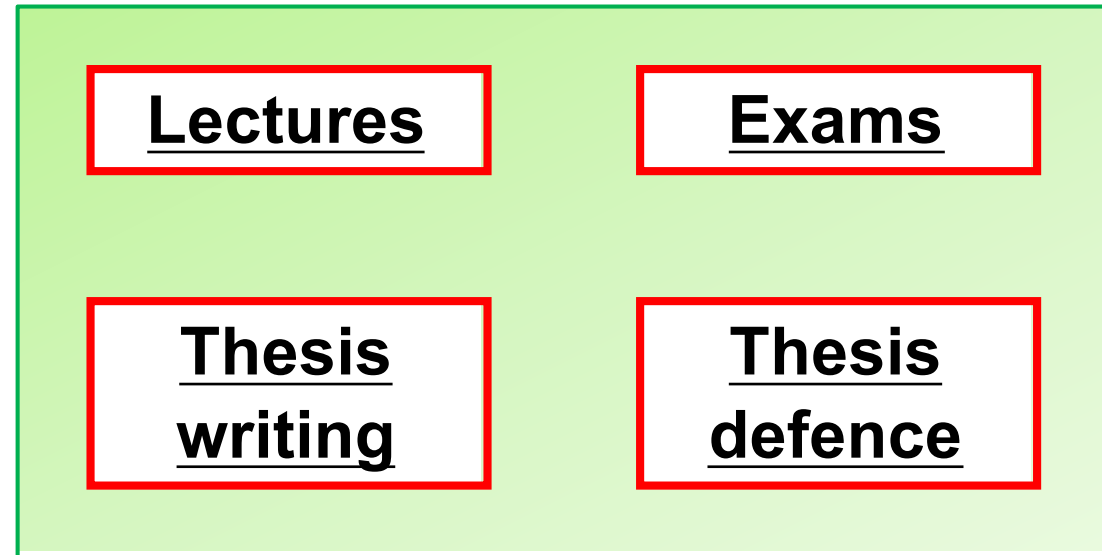 Lectures
Exams
Thesis
writing
Thesis
defence